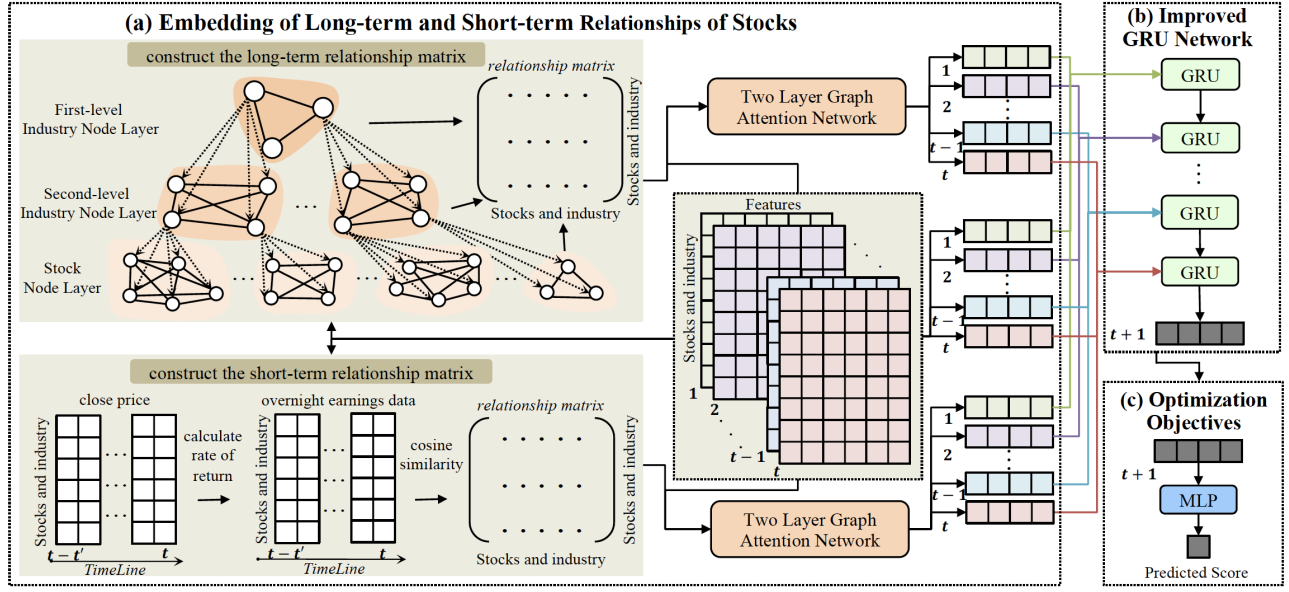 (a) Embedding of Long-term and Short-term Relationships of Stocks
construct the long-term relationship matrix
First-level
Industry Node Layer
Second-level
Industry Node Layer
Stock
Node Layer
relationship matrix
Stocks and industry
Stocks and industry
Two Layer Graph
Attention Network
1
2
t − 1
t
Features
Stocks and industry
1
2
t − 1
t
1
2
t − 1
t
construct the short-term relationship matrix
close price
Stocks and industry
t − t′
t
TimeLine
calculate
rate of
return
overnight earnings data
Stocks and industry
t − t′
t
TimeLine
cosine
similarity
relationship matrix
Stocks and industry
Stocks and industry
Two Layer Graph
Attention Network
1
2
t − 1
t
(b) Improved
GRU Network
GRU
GRU
GRU
GRU
t + 1
(c) Optimization
Objectives
t + 1
MLP
Predicted Score